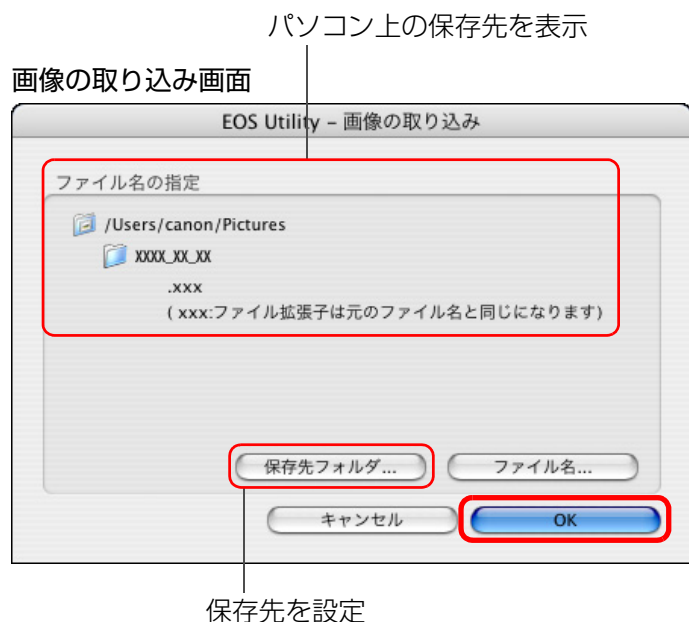 パソコン上の保存先を表示
画像の取り込み画面
EOS Utility – 画像の取り込み
ファイル名の指定
/Users/canon/Pictures
XXXX_XX_XX
.xxx
( xxx:ファイル拡張子は元のファイル名と同じになります)
保存先フォルダ... ファイル名...
キャンセル OK
保存先を設定